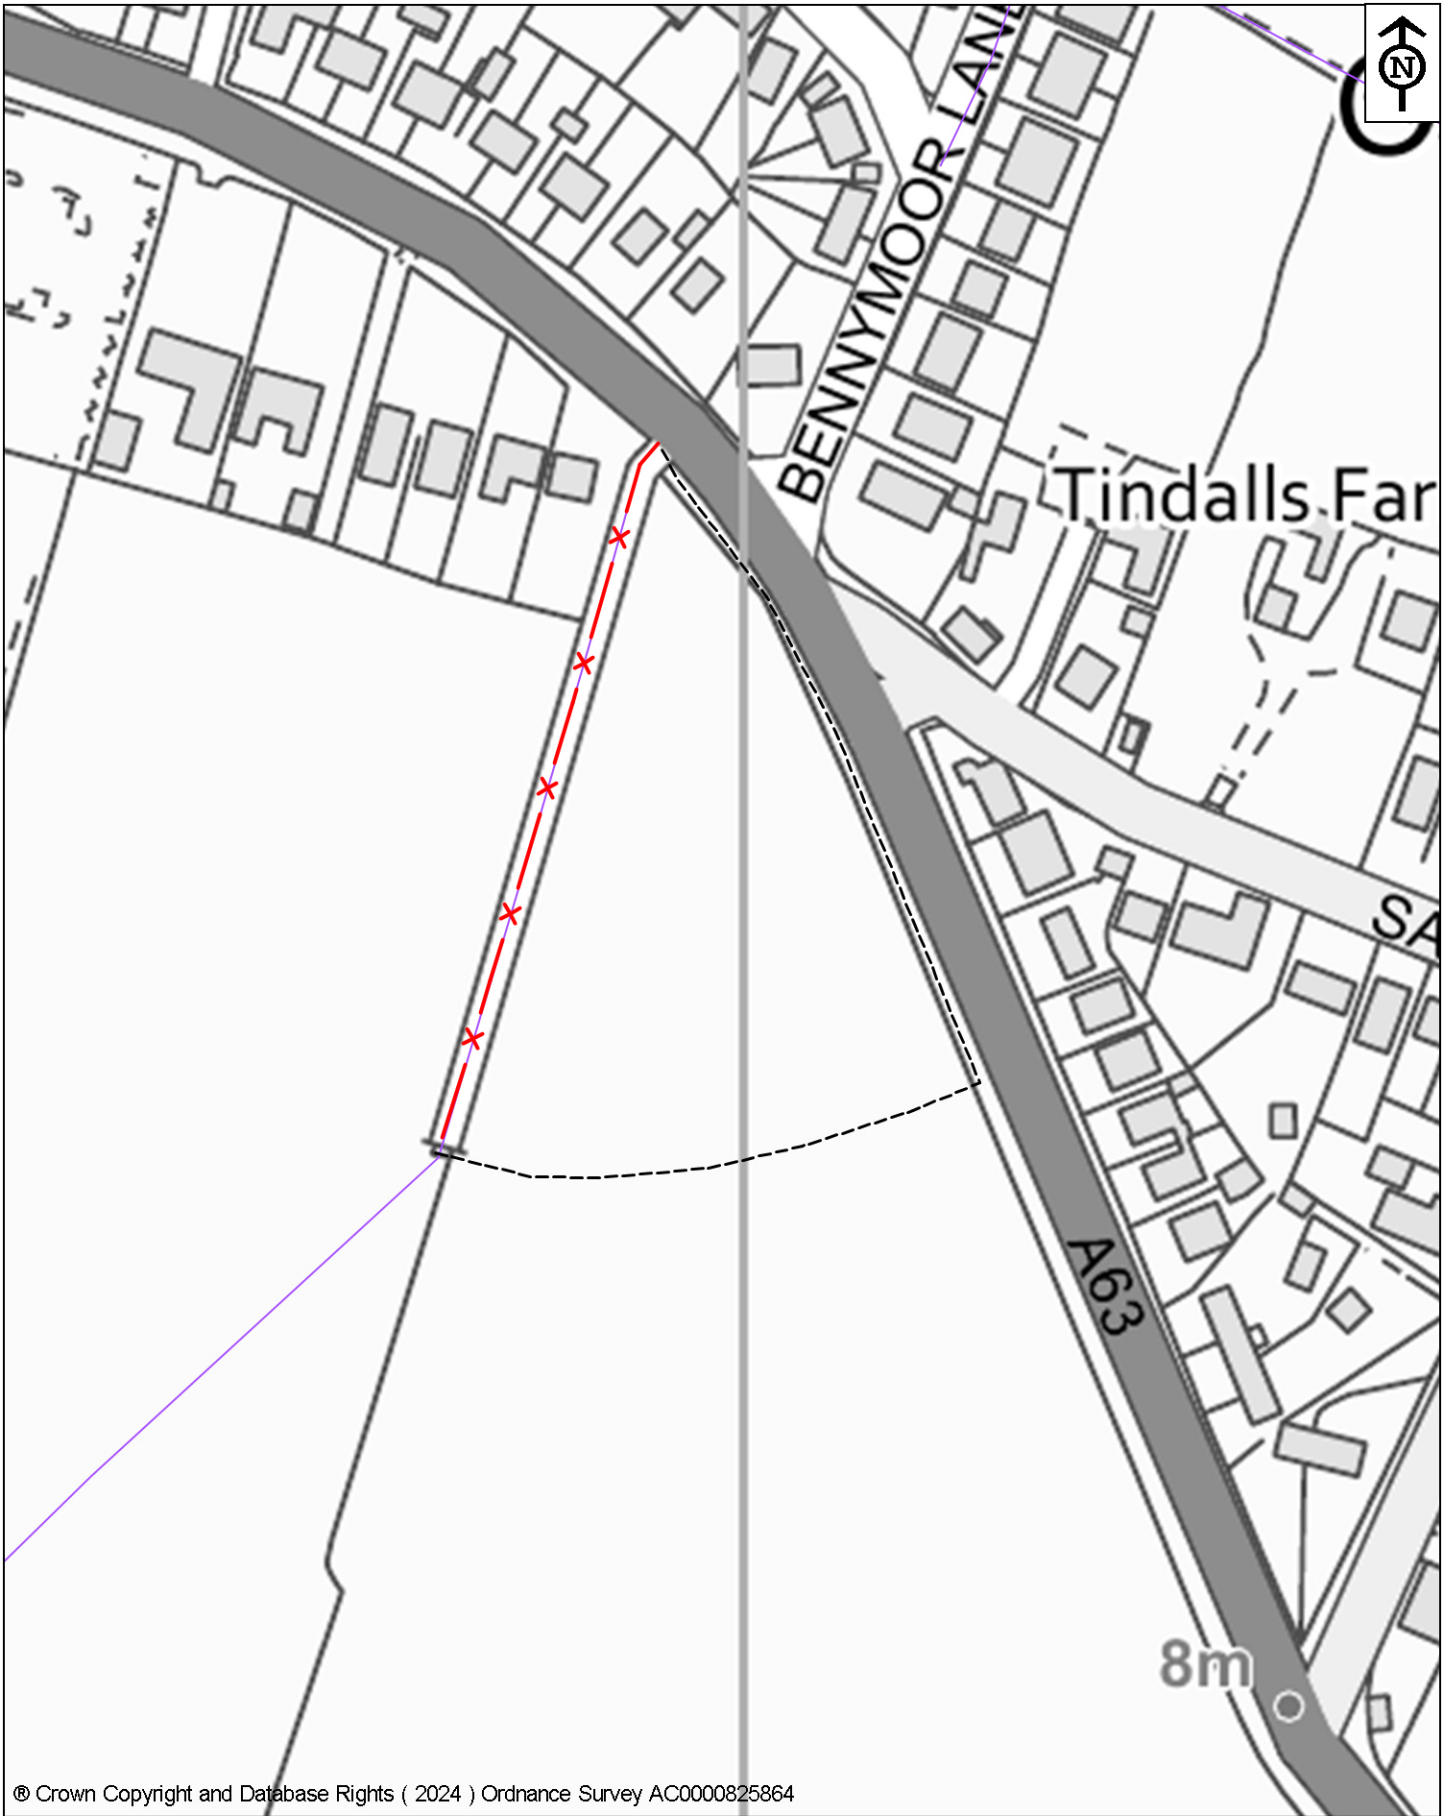 N
BENNYMOOR LANE
Tindalls Far
SA
A63
8m
® Crown Copyright and Database Rights ( 2024 ) Ordnance Survey AC0000825864